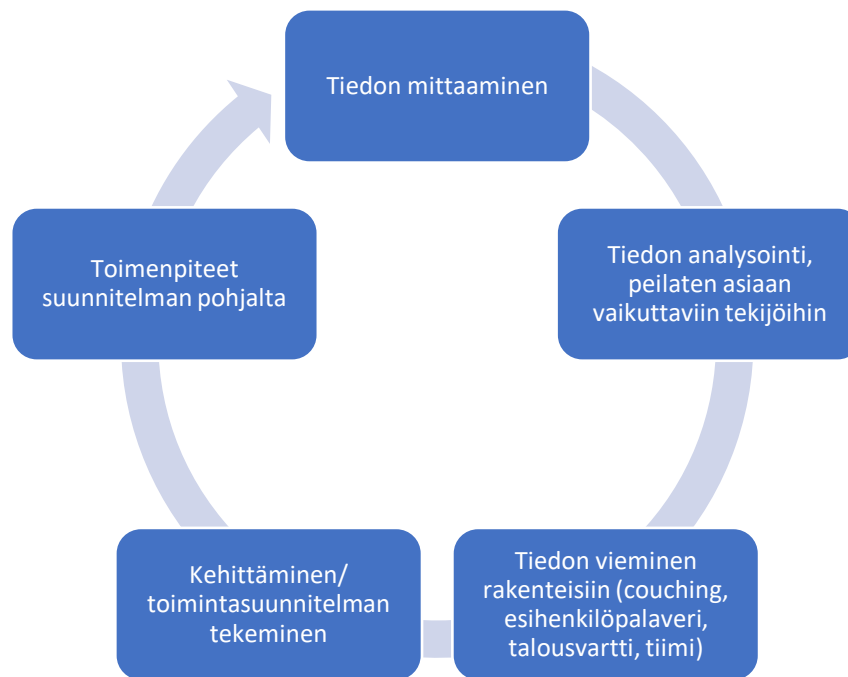 Tiedon mittaaminen
Tiedon analysointi,
peilaten asiaan
vaikuttaviin tekijöihin
Tiedon vieminen
rakenteisiin (couching,
esihenkilöpalaveri,
talousvartti, tiimi)
Kehittäminen/
toimintasuunnitelman
tekeminen
Toimenpiteet
suunnitelman pohjalta